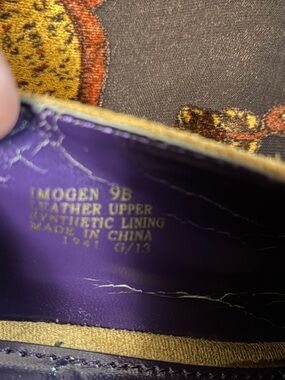 IMOGEN 9B
LEATHER UPPER
SYNTHETIC LINING
MADE IN CHINA
1941 G/13